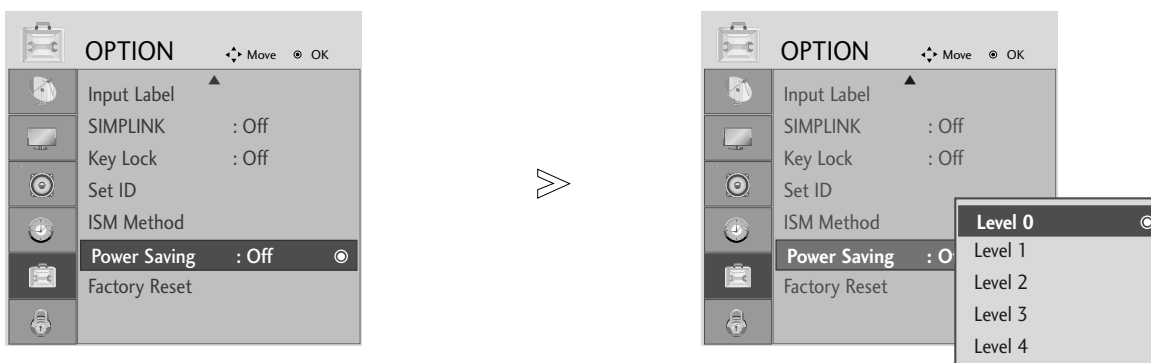 OPTION Move OK
Input Label
SIMPLINK : Off
Key Lock : Off
Set ID
ISM Method
Power Saving : Off
Factory Reset
OPTION Move OK
Input Label
SIMPLINK : Off
Key Lock : Off
Set ID
ISM Method
Power Saving : O
Factory Reset
Level 0
Level 1
Level 2
Level 3
Level 4